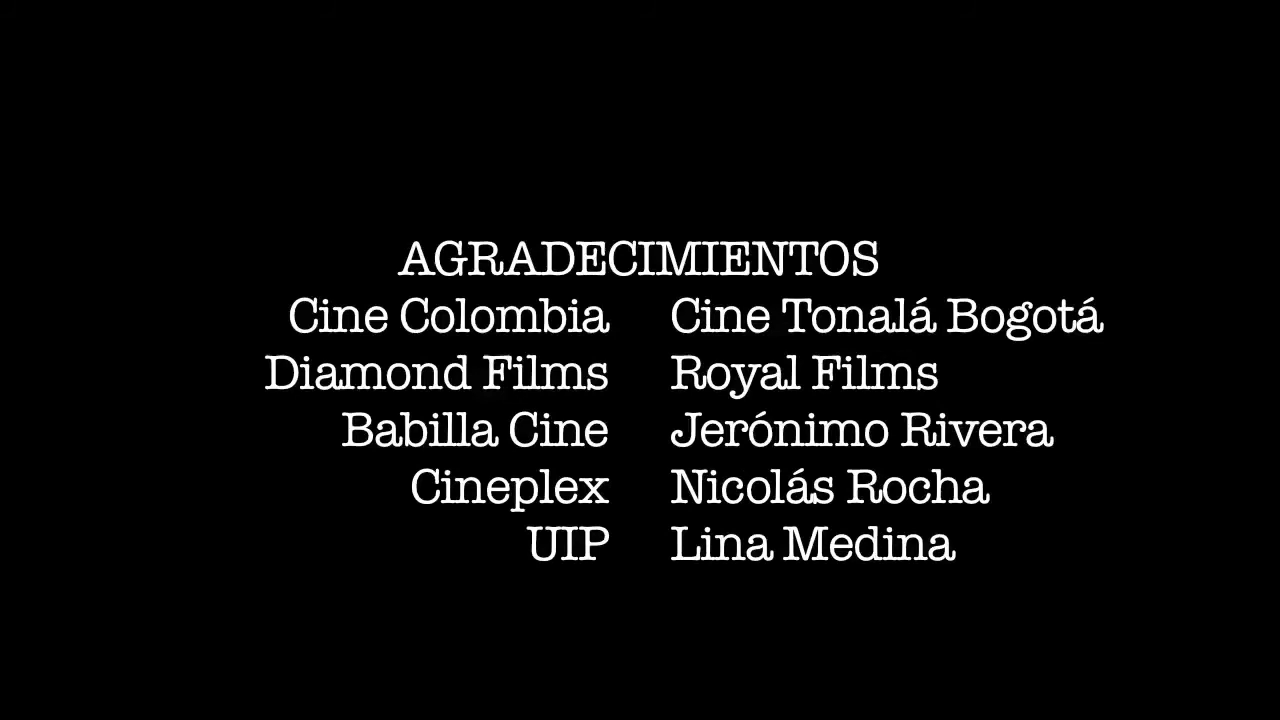 AGRADECIMIENTOS
Cine Colombia Cine Tonalá Bogotá
Diamond Films Royal Films
Babilla Cine Jerónimo Rivera
Cineplex Nicolás Rocha
UIP Lina Medina